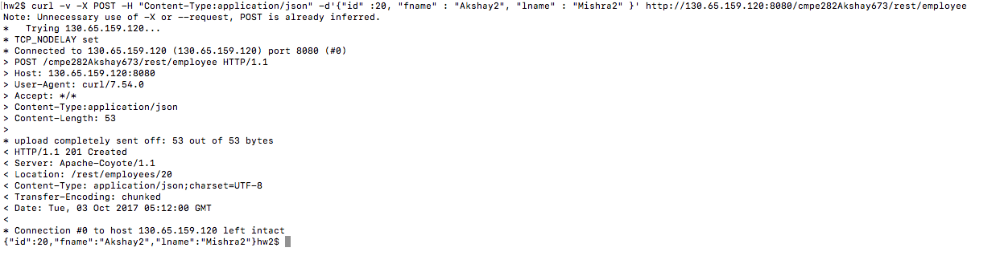 [hw2$ curl -v -X POST -H "Content-Type:application/json" -d'{"id" :20, "fname" : "Akshay2", "lname" : "Mishra2" }' http://130.65.159.120:8080/cmpe282Akshay673/rest/employee
Note: Unnecessary use of -X or --request, POST is already inferred.
*   Trying 130.65.159.120...
* TCP_NODELAY set
* Connected to 130.65.159.120 (130.65.159.120) port 8080 (#0)
> POST /cmpe282Akshay673/rest/employee HTTP/1.1
> Host: 130.65.159.120:8080
> User-Agent: curl/7.54.0
> Accept: */*
> Content-Type:application/json
> Content-Length: 53
>
* upload completely sent off: 53 out of 53 bytes
< HTTP/1.1 201 Created
< Server: Apache-Coyote/1.1
< Location: /rest/employees/20
< Content-Type: application/json;charset=UTF-8
< Transfer-Encoding: chunked
< Date: Tue, 03 Oct 2017 05:12:00 GMT
<
* Connection #0 to host 130.65.159.120 left intact
{"id":20,"fname":"Akshay2","lname":"Mishra2"}hw2$